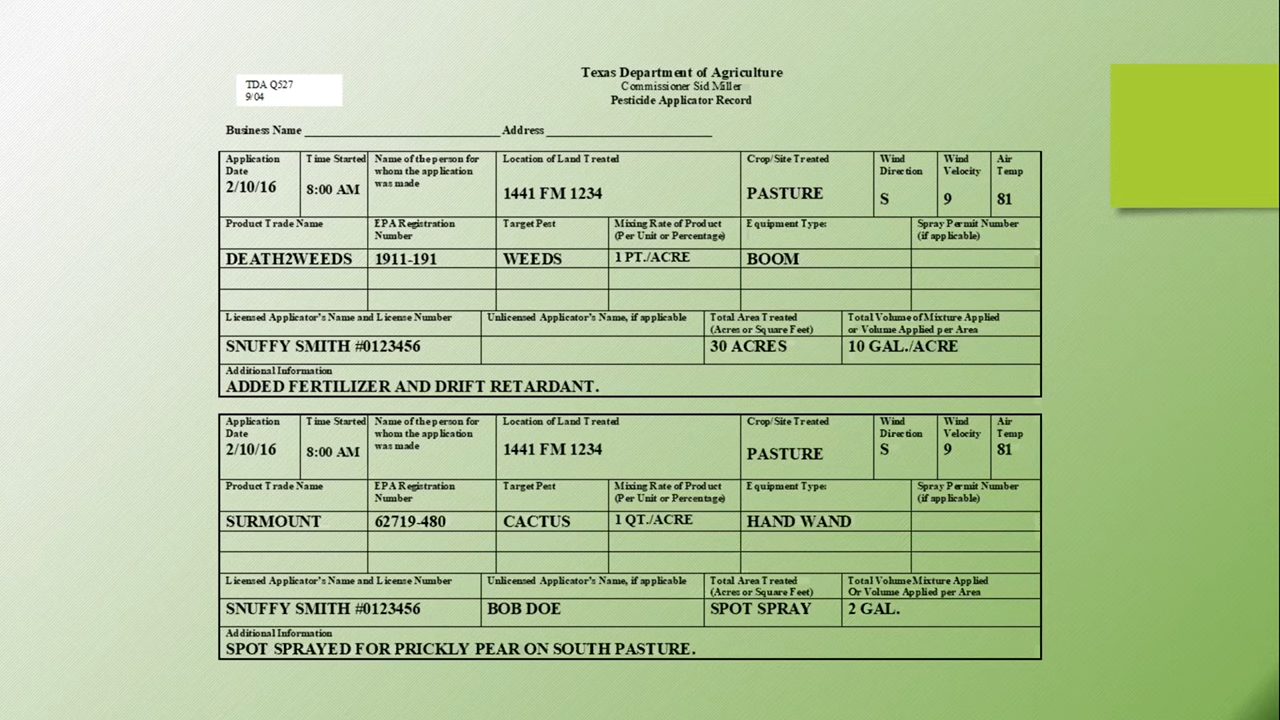 TDA Q527
9/04
Texas Department of Agriculture
Commissioner Sid Miller
Pesticide Applicator Record
Business Name ____________ Address ____________
Application Date
2/10/16
Time Started
8:00 AM
Name of the person for whom the application was made
Location of Land Treated
1441 FM 1234
Crop/Site Treated
PASTURE
Wind Direction
S
Wind Velocity
9
Air Temp
81
Product Trade Name
EPA Registration Number
Target Pest
Mixing Rate of Product (Per Unit or Percentage)
Equipment Type:
Spray Permit Number (if applicable)
DEATH2WEEDS
1911-191
WEEDS
1 PT./ACRE
BOOM
Licensed Applicator's Name and License Number
Unlicensed Applicator's Name, if applicable
Total Area Treated (Acres or Square Feet)
Total Volume of Mixture Applied or Volume Applied per Area
SNUFFY SMITH #0123456
30 ACRES
10 GAL./ACRE
Additional Information
ADDED FERTILIZER AND DRIFT RETARDANT.
Application Date
2/10/16
Time Started
8:00 AM
Name of the person for whom the application was made
Location of Land Treated
1441 FM 1234
Crop/Site Treated
PASTURE
Wind Direction
S
Wind Velocity
9
Air Temp
81
Product Trade Name
EPA Registration Number
Target Pest
Mixing Rate of Product (Per Unit or Percentage)
Equipment Type:
Spray Permit Number (if applicable)
SURMOUNT
62719-480
CACTUS
1 QT./ACRE
HAND WAND
Licensed Applicator's Name and License Number
Unlicensed Applicator's Name, if applicable
Total Area Treated (Acres or Square Feet)
Total Volume Mixture Applied Or Volume Applied per Area
SNUFFY SMITH #0123456
BOB DOE
SPOT SPRAY
2 GAL.
Additional Information
SPOT SPRAYED FOR PRICKLY PEAR ON SOUTH PASTURE.